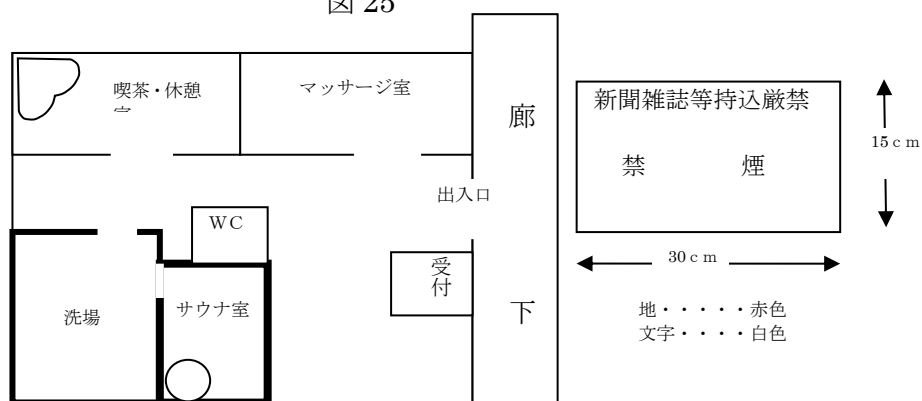 図 25
喫茶・休憩
室
マッサージ室
廊
下
出入口
WC
受
付
洗場
サウナ室
新聞雑誌等持込厳禁
禁　　煙
15ｃｍ
30ｃｍ
地・・・・・赤色
文字・・・・白色